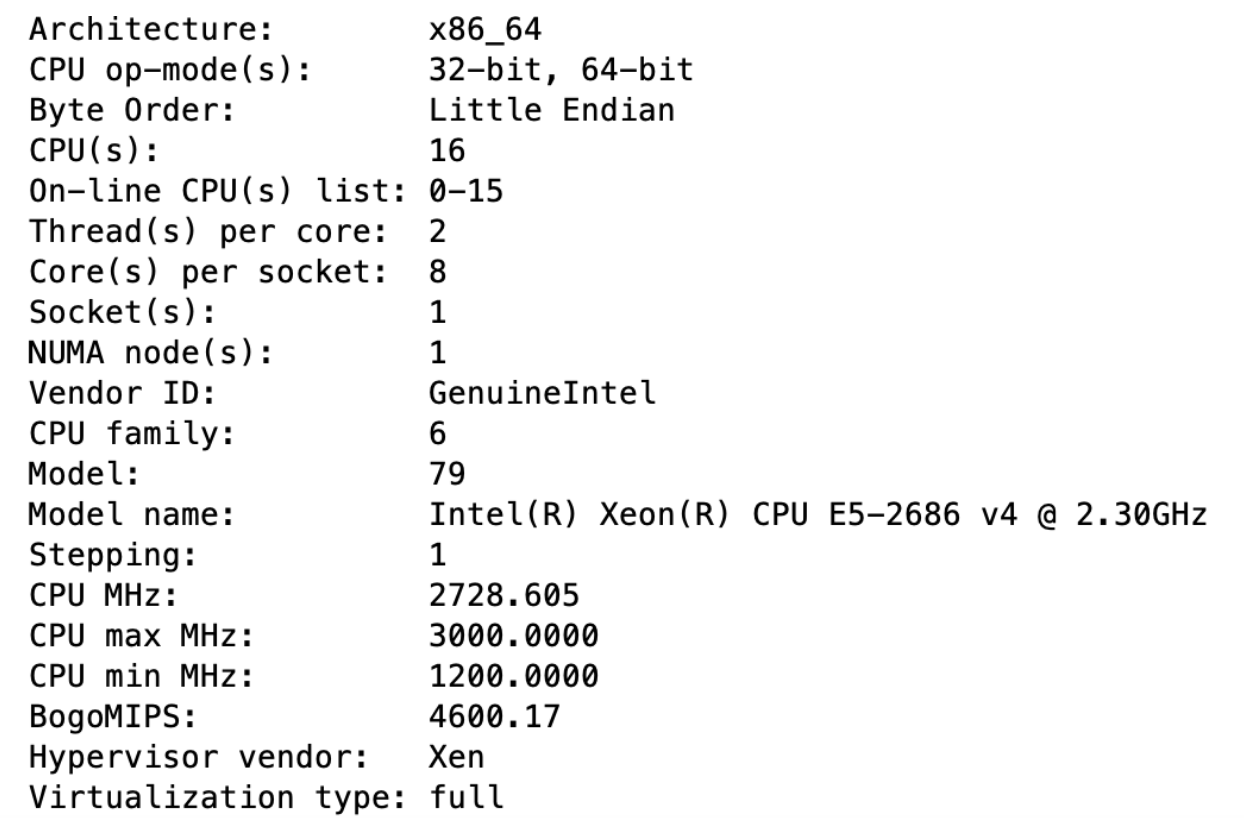 Architecture: x86_64
CPU op-mode(s): 32-bit, 64-bit
Byte Order: Little Endian
CPU(s): 16
On-line CPU(s) list: 0-15
Thread(s) per core: 2
Core(s) per socket: 8
Socket(s): 1
NUMA node(s): 1
Vendor ID: GenuineIntel
CPU family: 6
Model: 79
Model name: Intel(R) Xeon(R) CPU E5-2686 v4 @ 2.30GHz
Stepping: 1
CPU MHz: 2728.605
CPU max MHz: 3000.0000
CPU min MHz: 1200.0000
BogoMIPS: 4600.17
Hypervisor vendor: Xen
Virtualization type: full